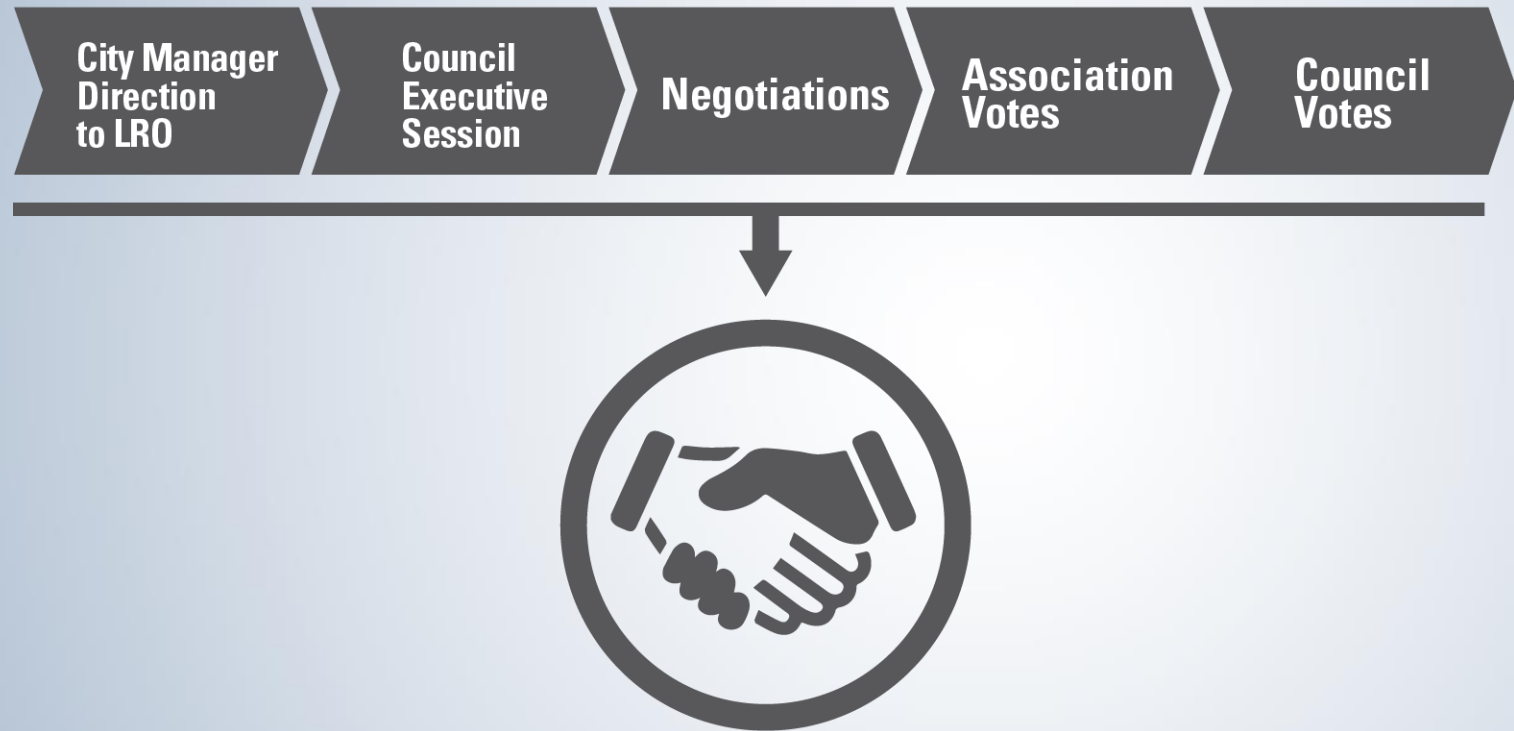 City Manager
Direction
to LRO
Council
Executive
Session
Negotiations
Association
Votes
Council
Votes